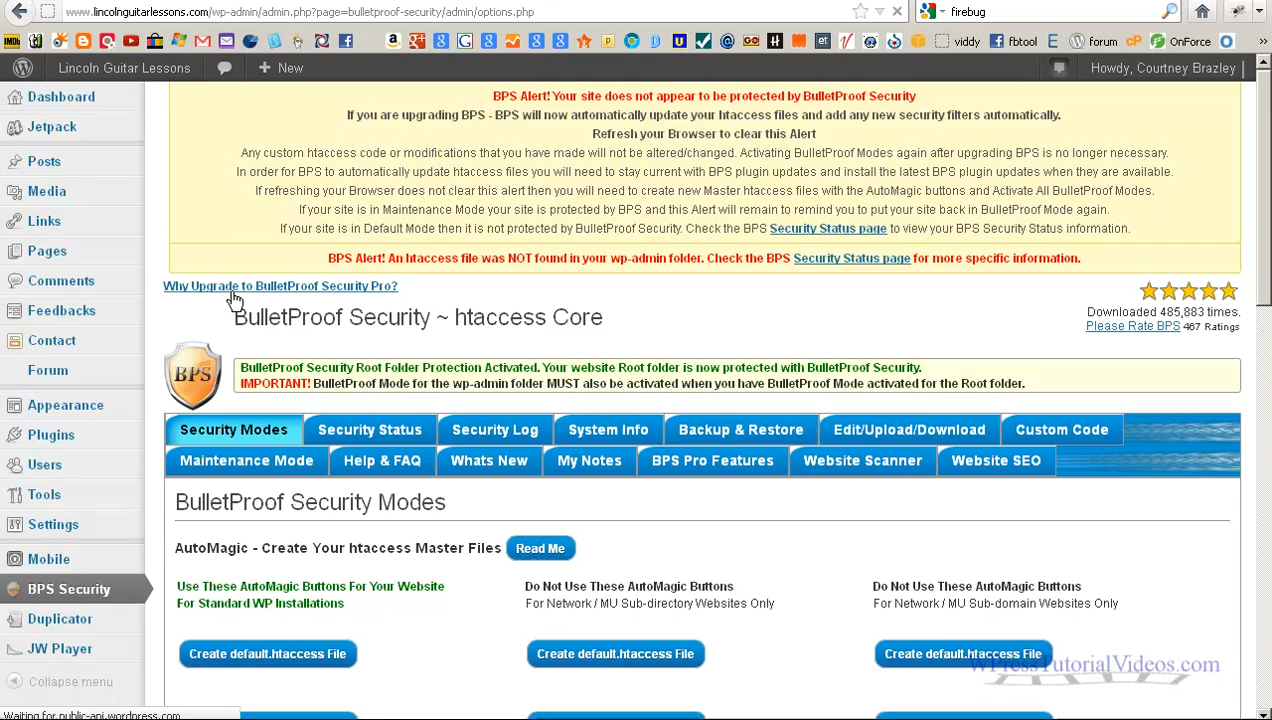 www.lincolnguitarlessons.com/wp-admin/admin.php?page=bulletproof-security/admin/options.php
firebug
viddy
fbtool
forum
OnForce
Lincoln Guitar Lessons
New
Howdy, Courtney Brazley
Dashboard
Jetpack
Posts
Media
Links
Pages
Comments
Feedbacks
Contact
Forum
Appearance
Plugins
Users
Tools
Settings
Mobile
BPS Security
Duplicator
JW Player
Collapse menu
BPS Alert! Your site does not appear to be protected by BulletProof Security
If you are upgrading BPS - BPS will now automatically update your htaccess files and add any new security filters automatically.
Refresh your Browser to clear this Alert
Any custom htaccess code or modifications that you have made will not be altered/changed. Activating BulletProof Modes again after upgrading BPS is no longer necessary.
In order for BPS to automatically update htaccess files you will need to stay current with BPS plugin updates and install the latest BPS plugin updates when they are available.
If refreshing your Browser does not clear this alert then you will need to create new Master htaccess files with the AutoMagic buttons and Activate All BulletProof Modes.
If your site is in Maintenance Mode your site is protected by BPS and this Alert will remain to remind you to put your site back in BulletProof Mode again.
If your site is in Default Mode then it is not protected by BulletProof Security. Check the BPS Security Status page to view your BPS Security Status information.
BPS Alert! An htaccess file was NOT found in your wp-admin folder. Check the BPS Security Status page for more specific information.
Why Upgrade to BulletProof Security Pro?
Downloaded 485,883 times.
Please Rate BPS 467 Ratings
BulletProof Security ~ htaccess Core
BPS
BulletProof Security Root Folder Protection Activated. Your website Root folder is now protected with BulletProof Security.
IMPORTANT! BulletProof Mode for the wp-admin folder MUST also be activated when you have BulletProof Mode activated for the Root folder.
Security Modes
Security Status
Security Log
System Info
Backup & Restore
Edit/Upload/Download
Custom Code
Maintenance Mode
Help & FAQ
Whats New
My Notes
BPS Pro Features
Website Scanner
Website SEO
BulletProof Security Modes
AutoMagic - Create Your htaccess Master Files
Read Me
Use These AutoMagic Buttons For Your Website
For Standard WP Installations
Do Not Use These AutoMagic Buttons
For Network / MU Sub-directory Websites Only
Do Not Use These AutoMagic Buttons
For Network / MU Sub-domain Websites Only
Create default.htaccess File
Create default.htaccess File
Create default.htaccess File
WPressTutorialVideos.com
Waiting for public-api.wordpress.com